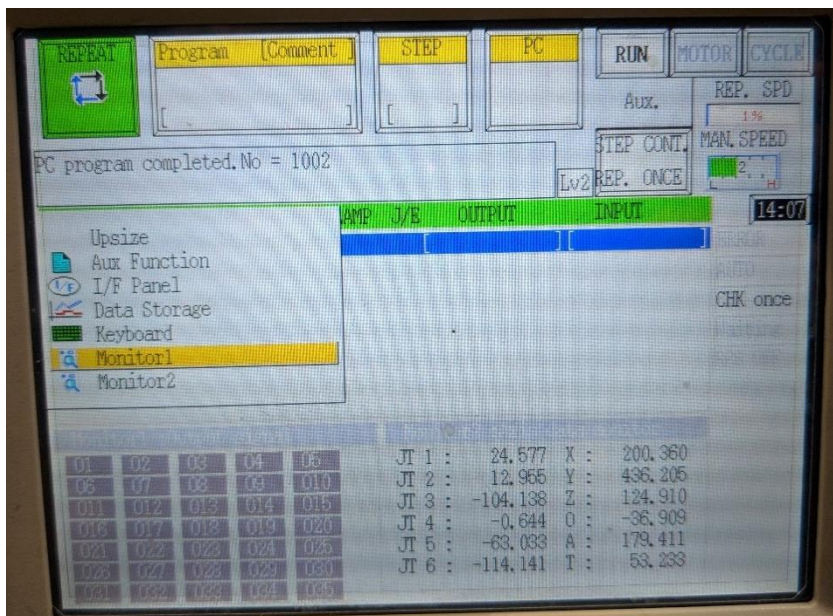 REPEAT
Program [Comment ]
STEP
PC
RUN
MOTOR
CYCLE
[ ]
[ ]
Aux.
REP. SPD
1%
PC program completed. No = 1002
Lv2
STEP CONT.
REP. ONCE
MAN. SPEED
2
L H
AMP J/E OUTPUT INPUT
14:07
[ ][ ]
ERROR
Upsize
Aux Function
I/F I/F Panel
Data Storage
Keyboard
Monitor1
Monitor2
CHK once
01 02 03 04 05
06 07 08 09 010
011 012 013 014 015
016 017 018 019 020
021 022 023 024 025
026 027 028 029 030
031 032 033 034 035
JT 1 : 24.577 X : 200.360
JT 2 : 12.965 Y : 436.205
JT 3 : -104.138 Z : 124.910
JT 4 : -0.644 O : -36.909
JT 5 : -63.033 A : 179.411
JT 6 : -114.141 T : 53.233